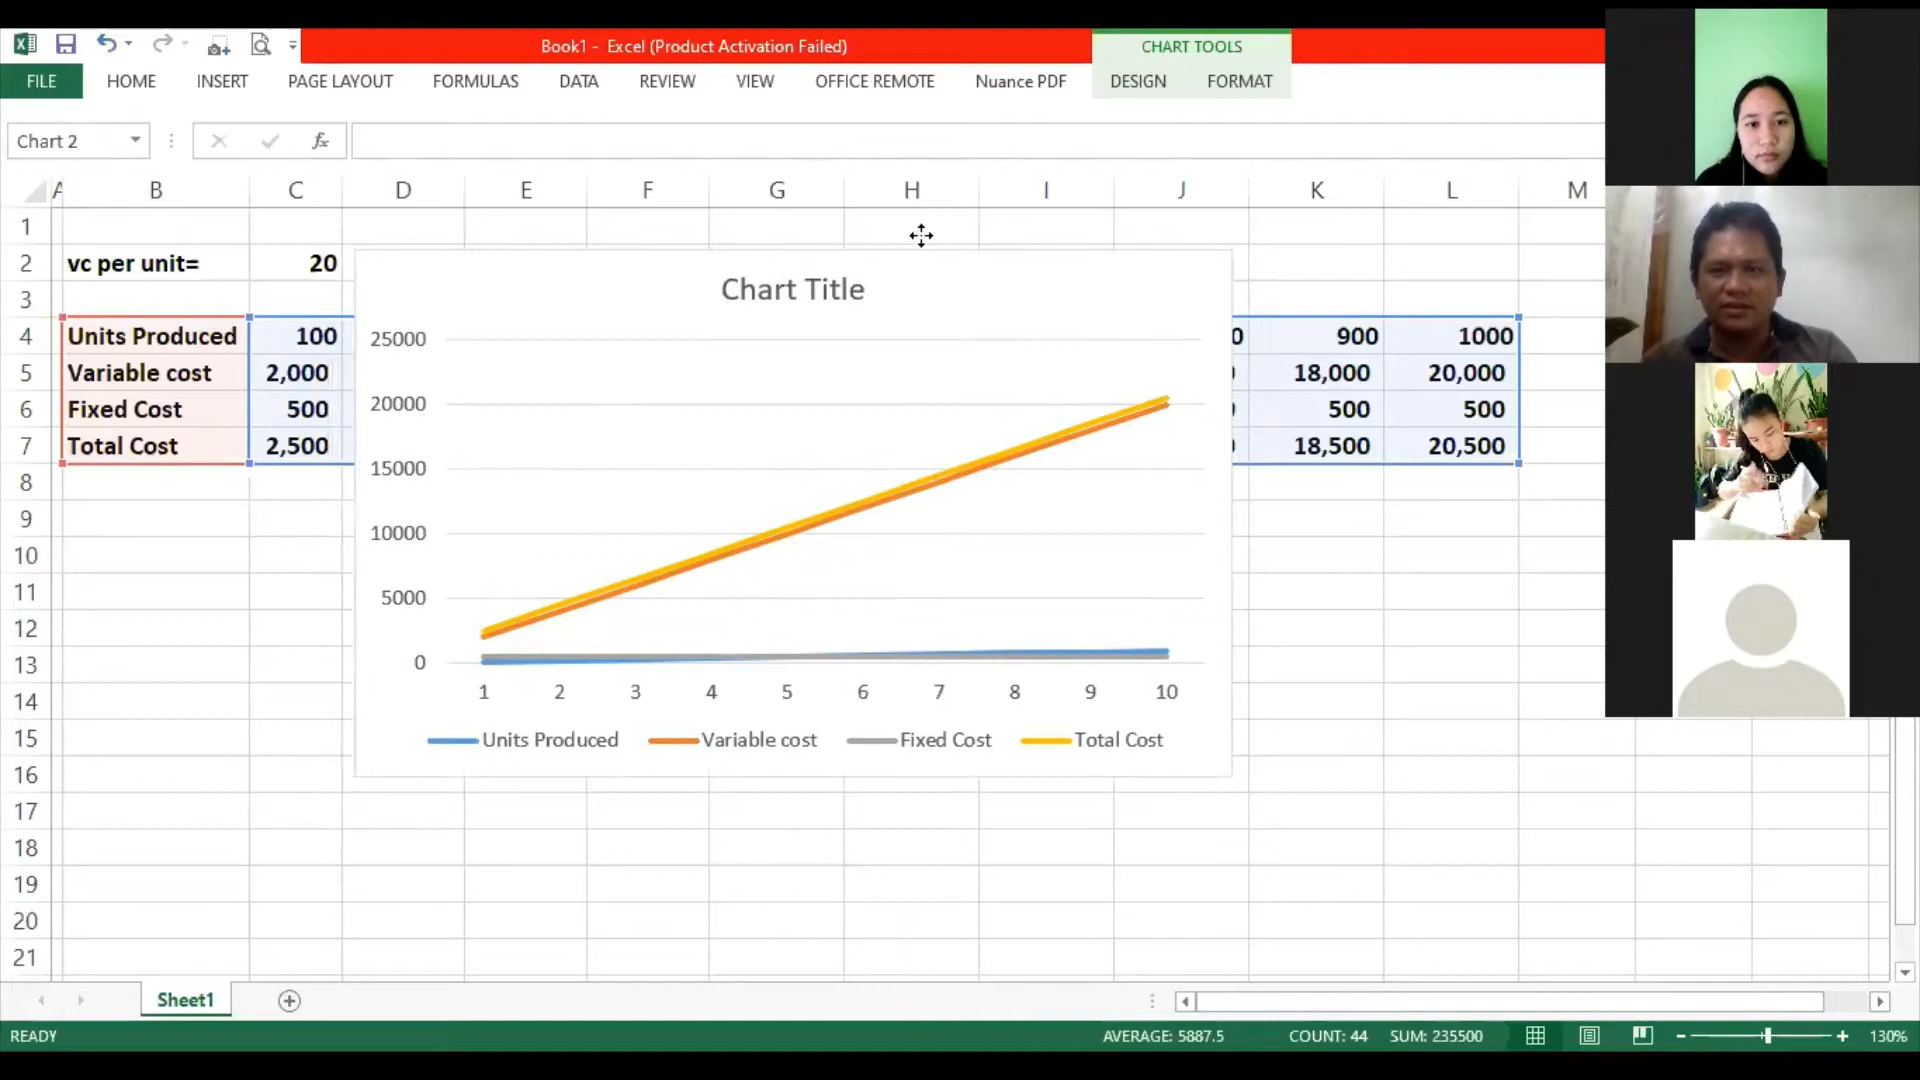 Book1 - Excel (Product Activation Failed)
CHART TOOLS
FILE HOME INSERT PAGE LAYOUT FORMULAS DATA REVIEW VIEW OFFICE REMOTE Nuance PDF DESIGN FORMAT
Chart 2 fx
A B C D E F G H I J K L M
1
2 vc per unit= 20
3
4 Units Produced 100 0 900 1000
5 Variable cost 2,000 18,000 20,000
6 Fixed Cost 500 500 500
7 Total Cost 2,500 18,500 20,500
8
9
10
11
12
13
14
15
16
17
18
19
20
21
Chart Title
25000
20000
15000
10000
5000
0
1 2 3 4 5 6 7 8 9 10
Units Produced Variable cost Fixed Cost Total Cost
Sheet1
READY AVERAGE: 5887.5 COUNT: 44 SUM: 235500 130%